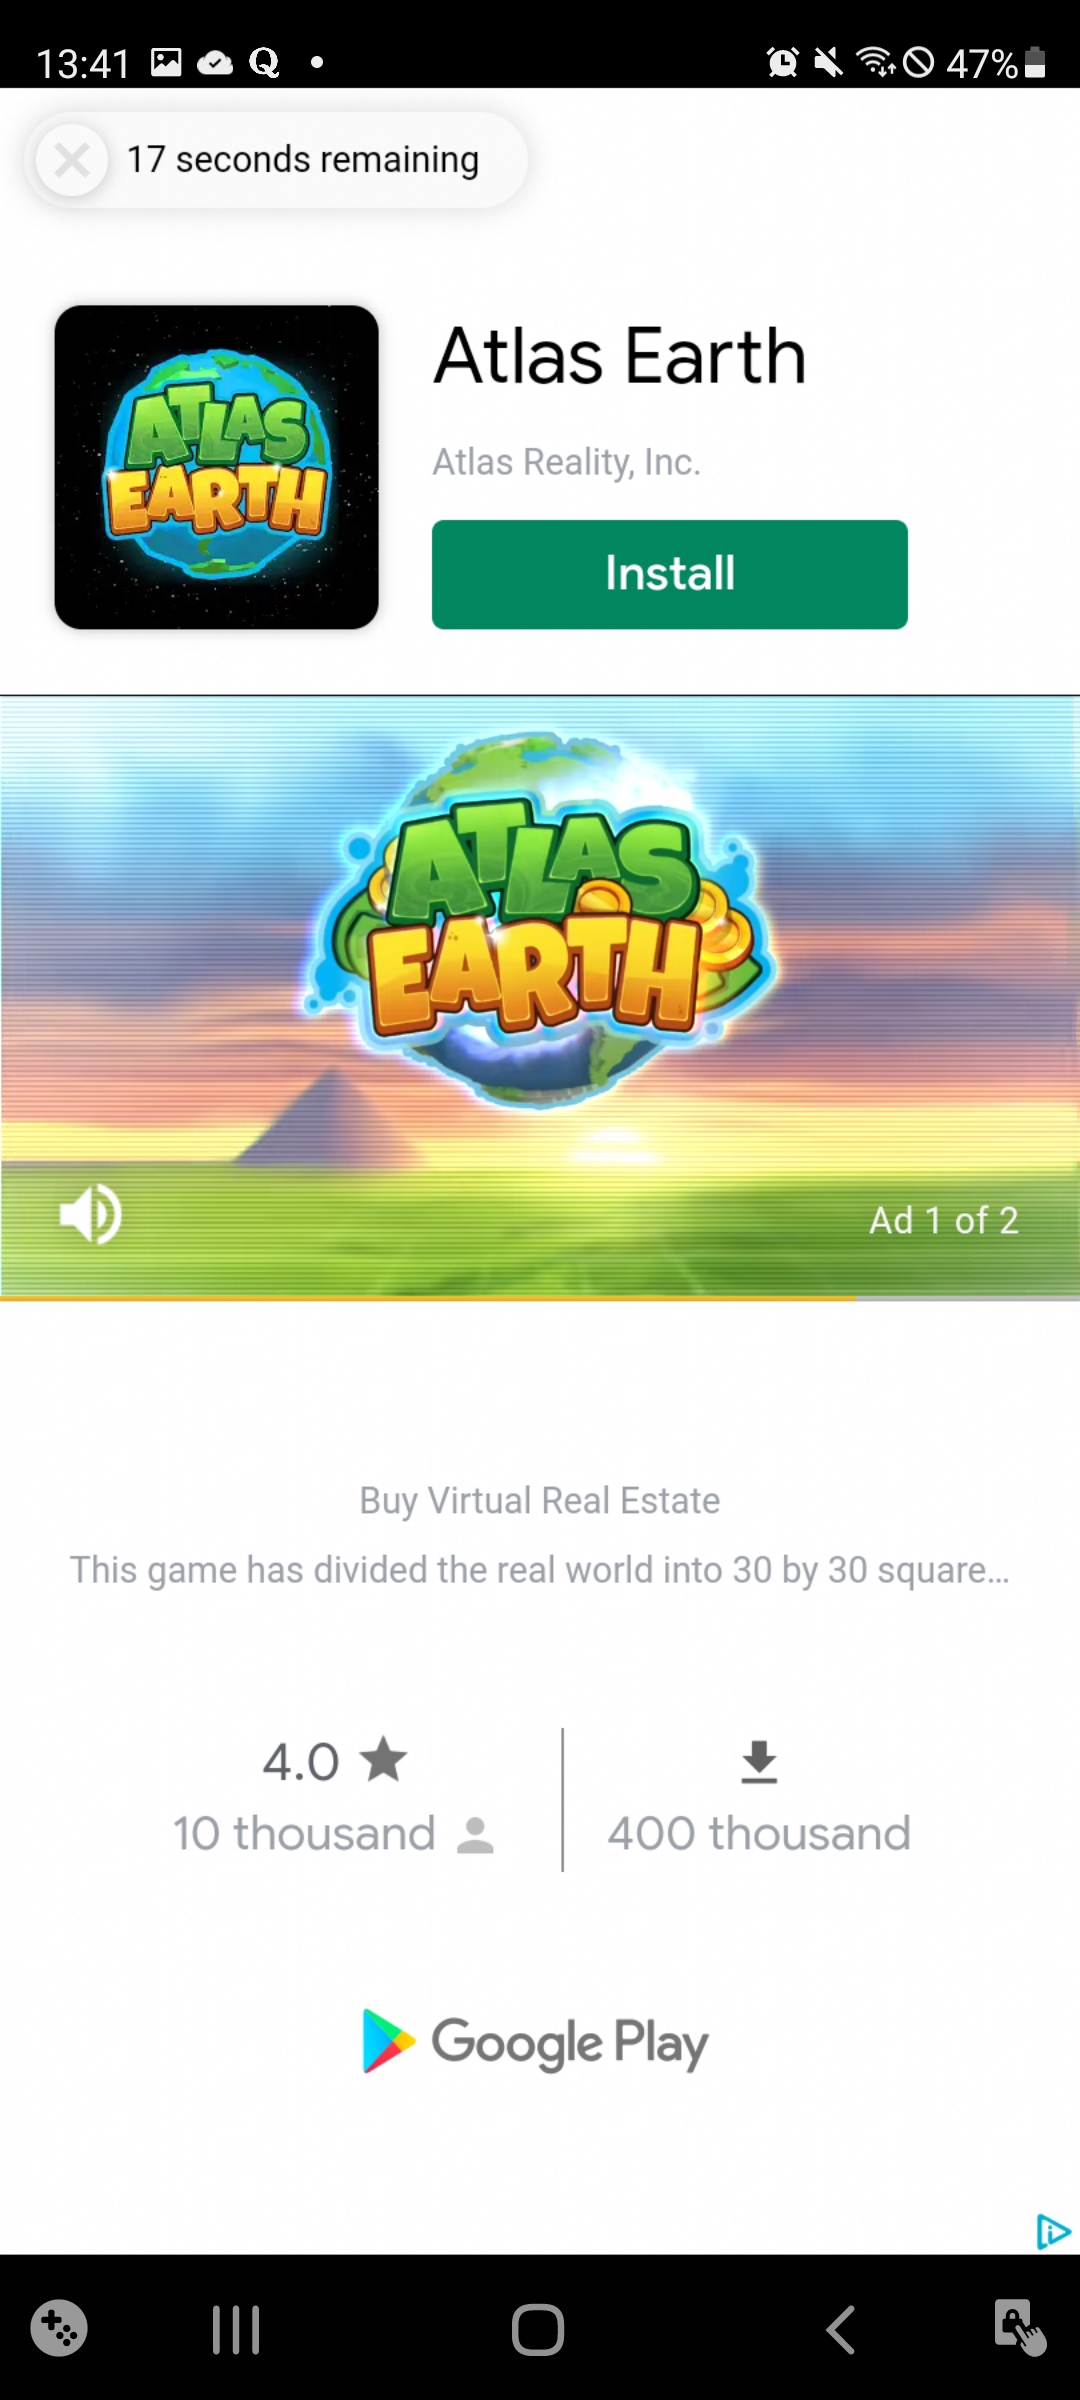 13:41 Q 47%
17 seconds remaining
ATLAS
EARTH
Atlas Earth
Atlas Reality, Inc.
Install
ATLAS
EARTH
Ad 1 of 2
Buy Virtual Real Estate
This game has divided the real world into 30 by 30 square...
4.0
10 thousand
400 thousand
Google Play